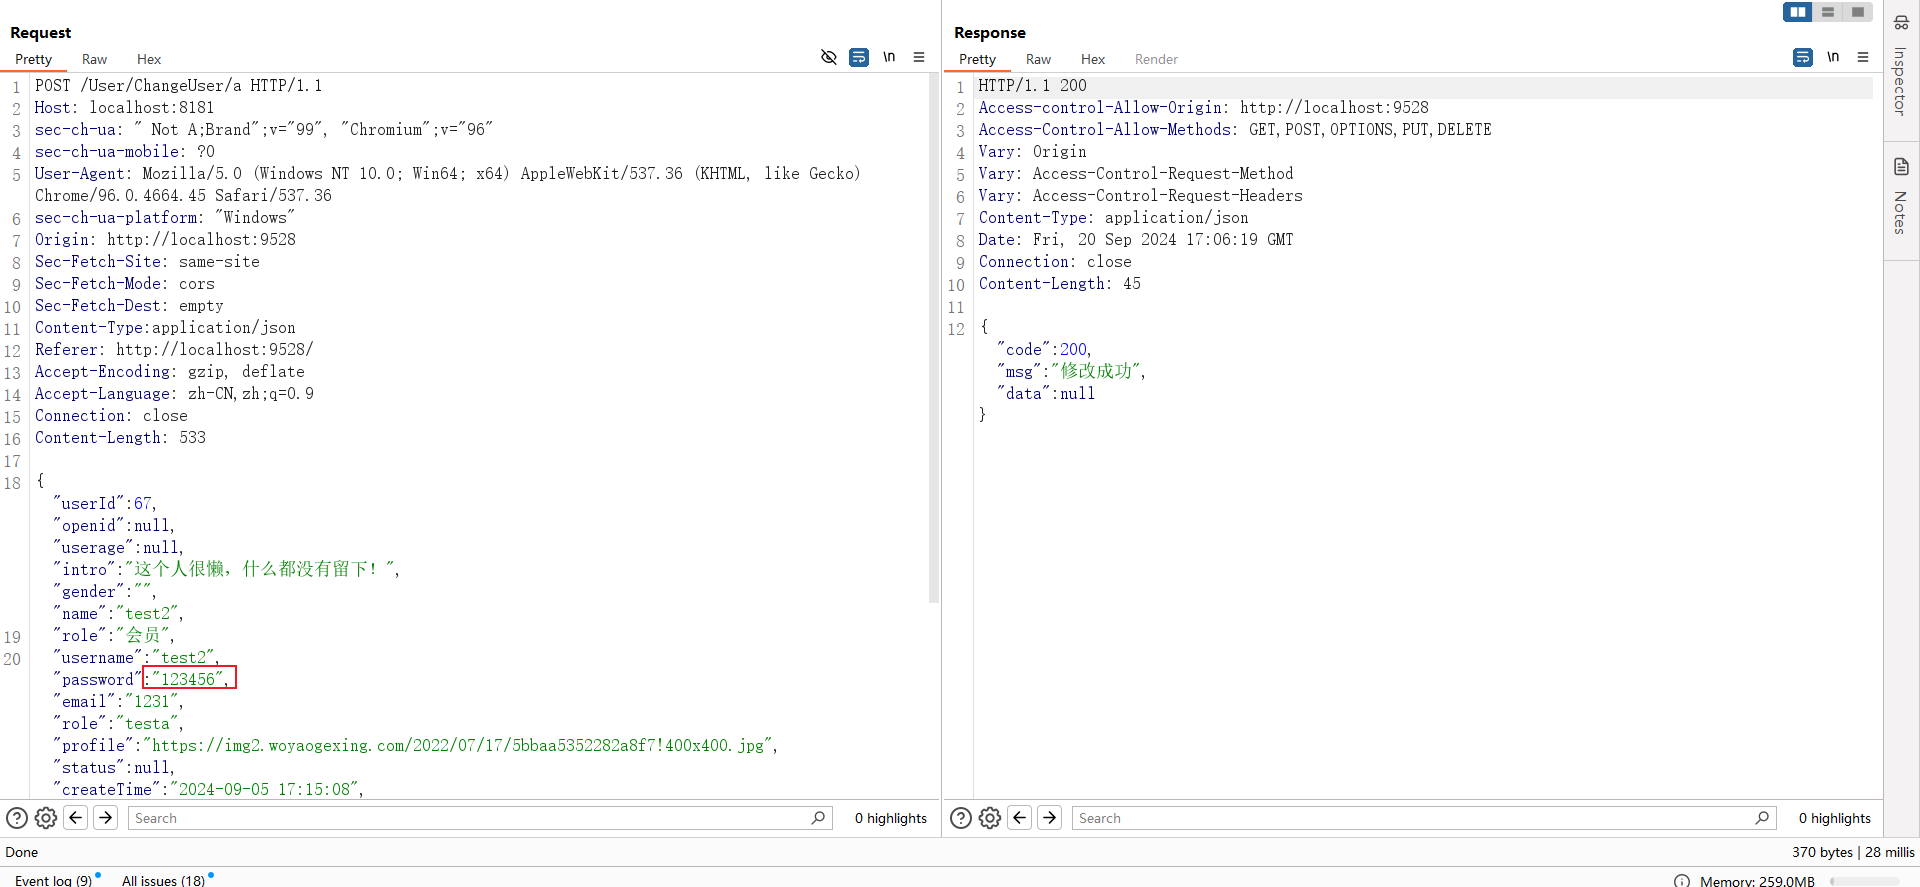 Request
Pretty Raw Hex \n
1 POST /User/ChangeUser/a HTTP/1.1
2 Host: localhost:8181
3 sec-ch-ua: " Not A;Brand";v="99", "Chromium";v="96"
4 sec-ch-ua-mobile: ?0
5 User-Agent: Mozilla/5.0 (Windows NT 10.0; Win64; x64) AppleWebKit/537.36 (KHTML, like Gecko)
Chrome/96.0.4664.45 Safari/537.36
6 sec-ch-ua-platform: "Windows"
7 Origin: http://localhost:9528
8 Sec-Fetch-Site: same-site
9 Sec-Fetch-Mode: cors
10 Sec-Fetch-Dest: empty
11 Content-Type:application/json
12 Referer: http://localhost:9528/
13 Accept-Encoding: gzip, deflate
14 Accept-Language: zh-CN,zh;q=0.9
15 Connection: close
16 Content-Length: 533
17
18 {
"userId":67,
"openid":null,
"userage":null,
"intro":"这个人很懒，什么都没有留下！",
"gender":"",
"name":"test2",
19 "role":"会员",
20 "username":"test2",
"password":"123456",
"email":"1231",
"role":"testa",
"profile":"https://img2.woyaogexing.com/2022/07/17/5bbaa5352282a8f7!400x400.jpg",
"status":null,
"createTime":"2024-09-05 17:15:08",
Search 0 highlights
Response
Pretty Raw Hex Render \n
1 HTTP/1.1 200
2 Access-control-Allow-Origin: http://localhost:9528
3 Access-Control-Allow-Methods: GET,POST,OPTIONS,PUT,DELETE
4 Vary: Origin
5 Vary: Access-Control-Request-Method
6 Vary: Access-Control-Request-Headers
7 Content-Type: application/json
8 Date: Fri, 20 Sep 2024 17:06:19 GMT
9 Connection: close
10 Content-Length: 45
11
12 {
"code":200,
"msg":"修改成功",
"data":null
}
Search 0 highlights
Inspector
Notes
Done 370 bytes | 28 millis
Event log (9) All issues (18) Memory: 259.0MB